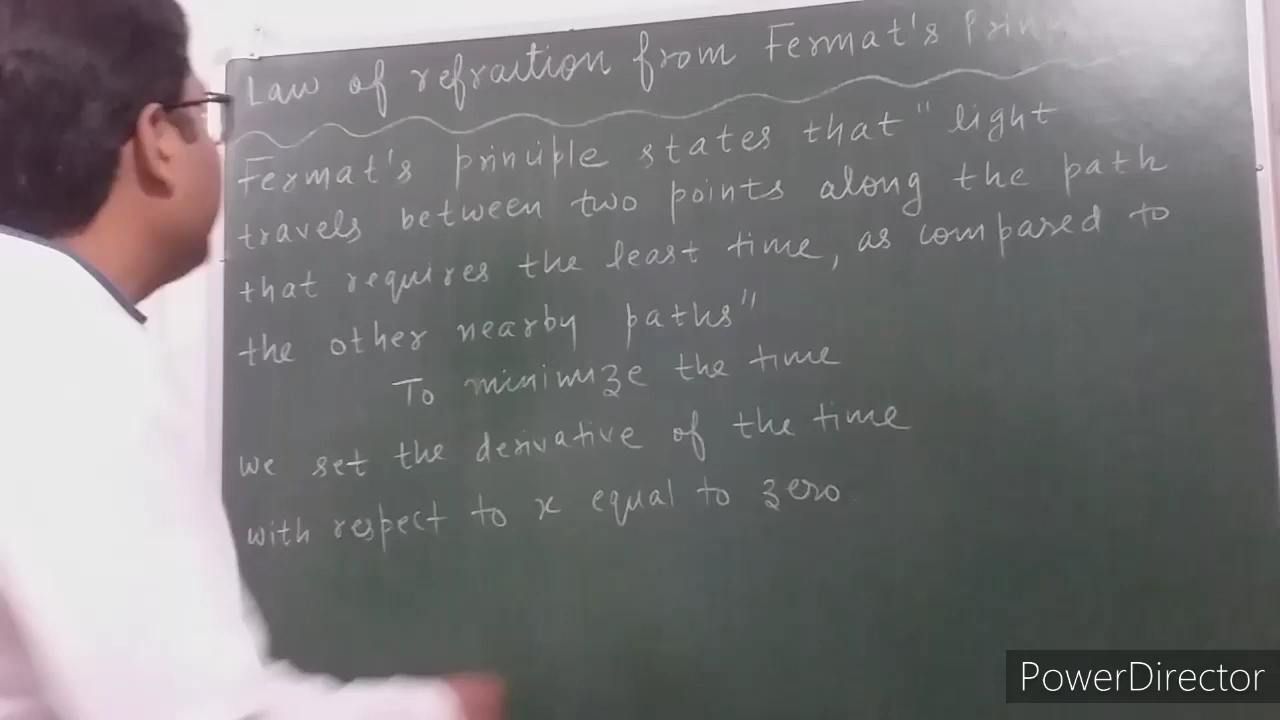 Law of refraction from Fermat's
Fermat's principle states that "light
travels between two points along the path
that requires the least time, as compared to
the other nearby paths"
To minimize the time
we set the derivative of the time
with respect to x equal to zero
PowerDirector